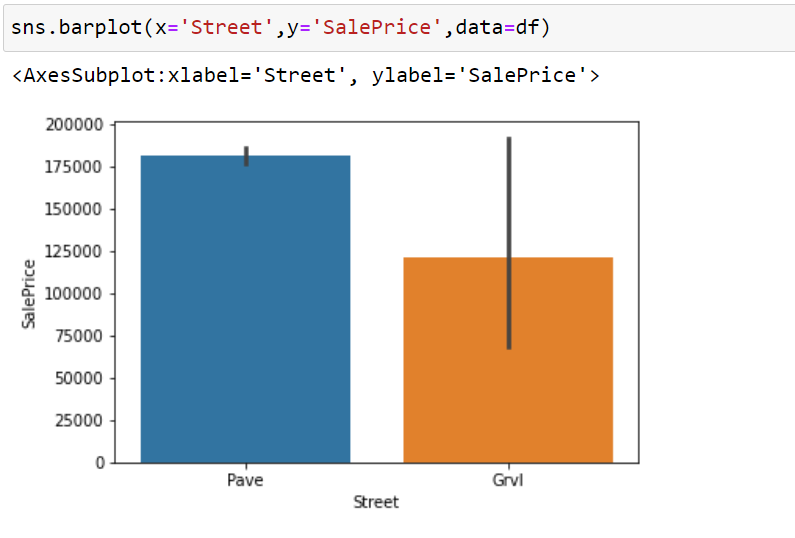 sns.barplot(x='Street',y='SalePrice',data=df)
<AxesSubplot:xlabel='Street', ylabel='SalePrice'>
200000
175000
150000
125000
100000
75000
50000
25000
0
SalePrice
Pave Grvl
Street